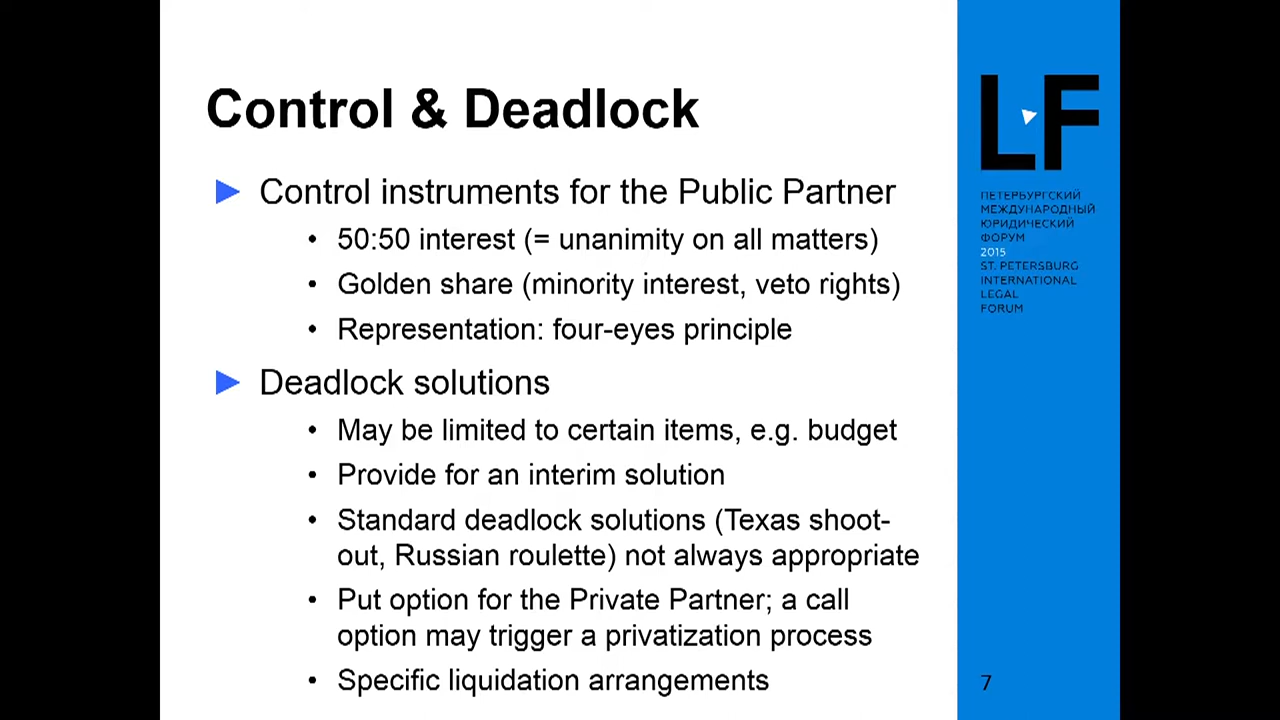 Control & Deadlock
► Control instruments for the Public Partner
• 50:50 interest (= unanimity on all matters)
• Golden share (minority interest, veto rights)
• Representation: four-eyes principle
► Deadlock solutions
• May be limited to certain items, e.g. budget
• Provide for an interim solution
• Standard deadlock solutions (Texas shoot-
out, Russian roulette) not always appropriate
• Put option for the Private Partner; a call
option may trigger a privatization process
• Specific liquidation arrangements
LF
ПЕТЕРБУРГСКИЙ
МЕЖДУНАРОДНЫЙ
ЮРИДИЧЕСКИЙ
ФОРУМ
2015
ST. PETERSBURG
INTERNATIONAL
LEGAL
FORUM
7